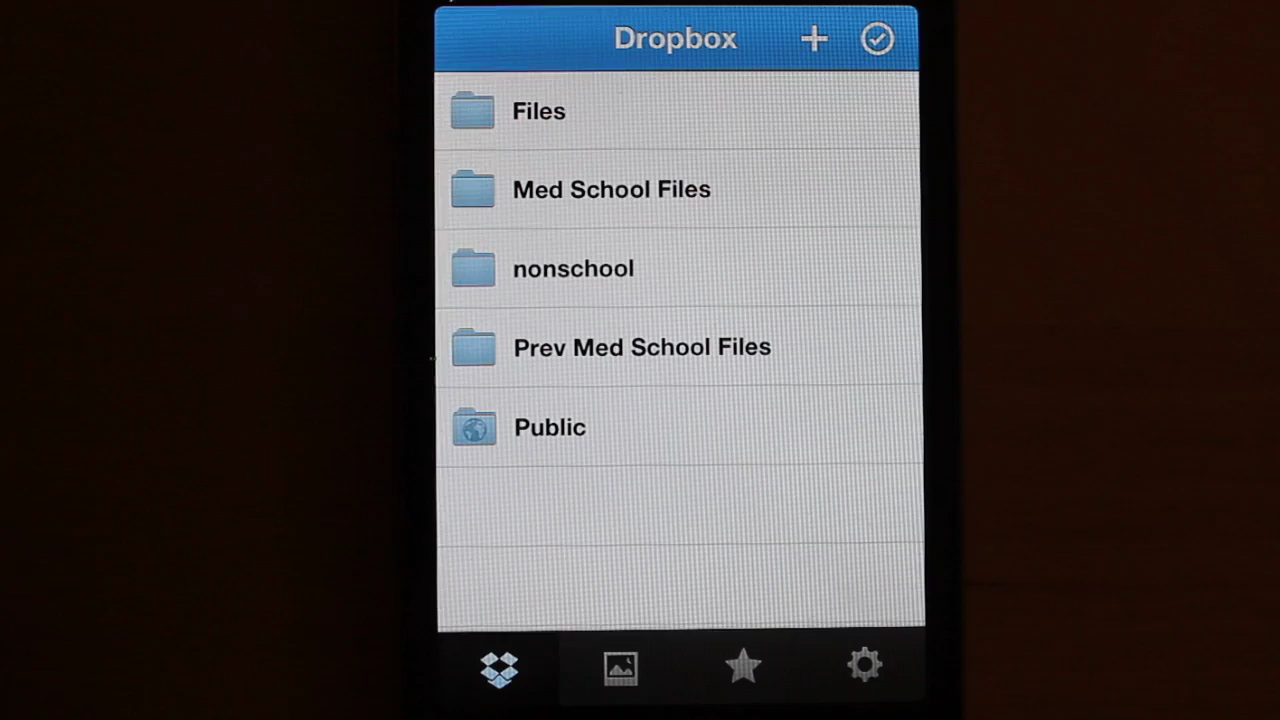 Dropbox
Files
Med School Files
nonschool
Prev Med School Files
Public